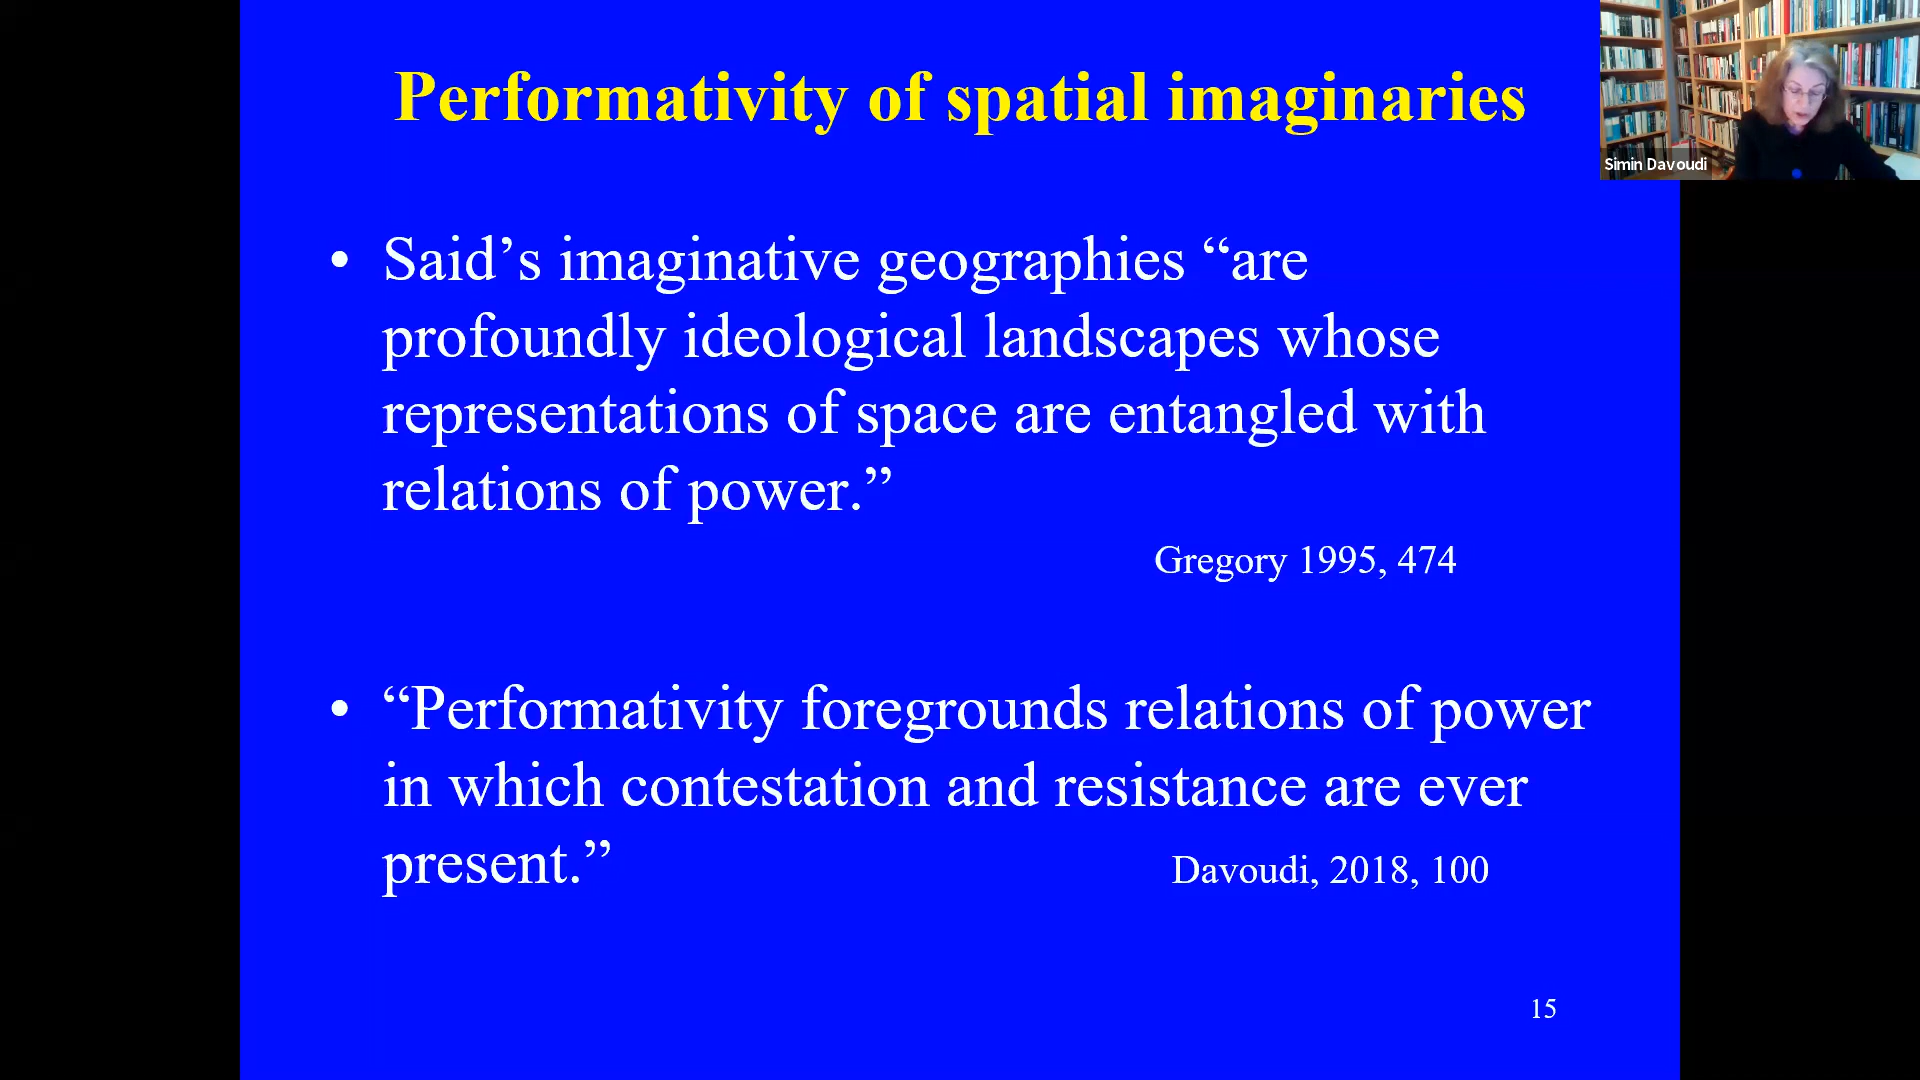 Performativity of spatial imaginaries
Simin Davoudi
• Said’s imaginative geographies “are
profoundly ideological landscapes whose
representations of space are entangled with
relations of power.”
Gregory 1995, 474
• “Performativity foregrounds relations of power
in which contestation and resistance are ever
present.” Davoudi, 2018, 100
15